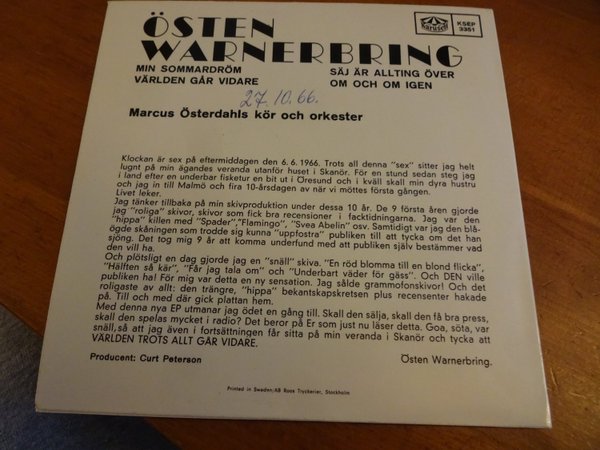 ÖSTEN
WARNERBRING
Karusell
KSEP
3351
MIN SOMMARDRÖM
VÄRLDEN GÅR VIDARE
SÄJ ÄR ALLTING ÖVER
OM OCH OM IGEN
27.10.66.
Marcus Österdahls kör och orkester
Klockan är sex på eftermiddagen den 6.6.1966. Trots all denna "sex" sitter jag helt
lugnt på min ägandes veranda utanför huset i Skanör. För en stund sedan steg jag
i land efter en underbar fisketur en bit ut i Öresund och i kväll skall min dyra hustru
och jag in till Malmö och fira 10-årsdagen av när vi möttes första gången.
Livet leker.
Jag tänker tillbaka på min skivproduktion under dessa 10 år. De 9 första åren gjorde
jag "roliga" skivor, skivor som fick bra recensioner i facktidningarna. Jag var den
"hippa" killen med "Spader", "Flamingo", "Svea Abelin" osv. Samtidigt var jag den blå-
ögde skåningen som trodde sig kunna "uppfostra" publiken till att tycka om det han
sjöng. Det tog mig 9 år att komma underfund med att publiken själv bestämmer vad
den vill ha.
Och plötsligt en dag gjorde jag en "snäll" skiva. "En röd blomma till en blond flicka",
"Hälften så kär", "Får jag tala om" och "Underbart väder för gäss". Och DEN ville
publiken ha! För mig var detta en ny sensation. Jag sålde grammofonskivor! Och det
roligaste av allt: den trängre, "hippa" bekantskapskretsen plus recensenter hakade
på. Till och med där gick plattan hem.
Med denna nya EP utmanar jag ödet en gång till. Skall den sälja, skall den få bra press,
skall den spelas mycket i radio? Det beror på Er som just nu läser detta. Goa, söta, var
snäll, så att jag även i fortsättningen får sitta på min veranda i Skanör och tycka att
VÄRLDEN TROTS ALLT GÅR VIDARE.
Producent: Curt Peterson
Östen Warnerbring.
Printed in Sweden/AB Roos Tryckerier, Stockholm